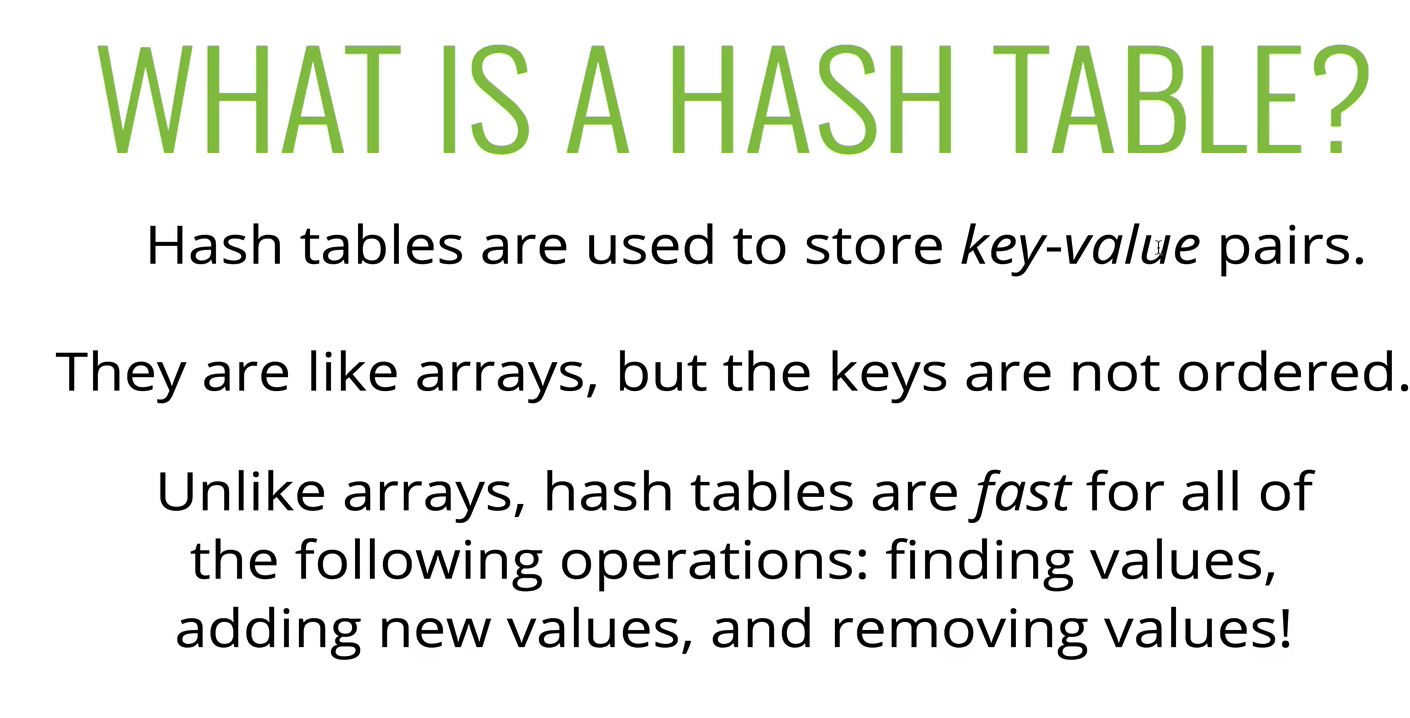 WHAT IS A HASH TABLE?
Hash tables are used to store key-value pairs.
They are like arrays, but the keys are not ordered.
Unlike arrays, hash tables are fast for all of
the following operations: finding values,
adding new values, and removing values!